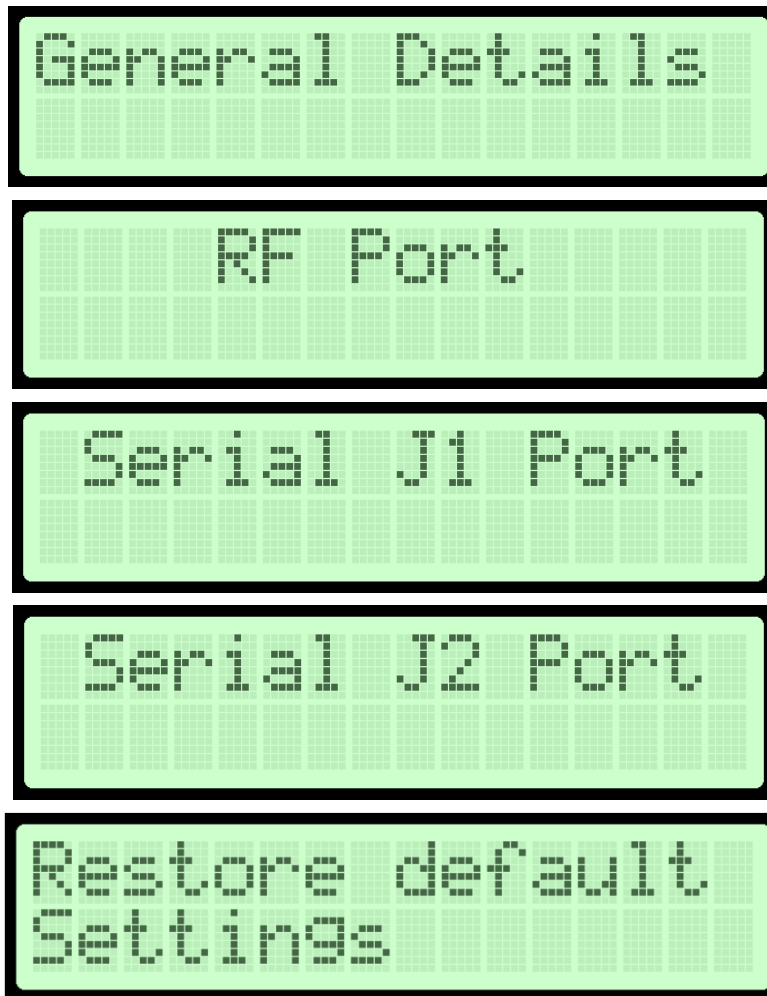 General Details
RF Port
Serial J1 Port
Serial J2 Port
Restore default
Settings